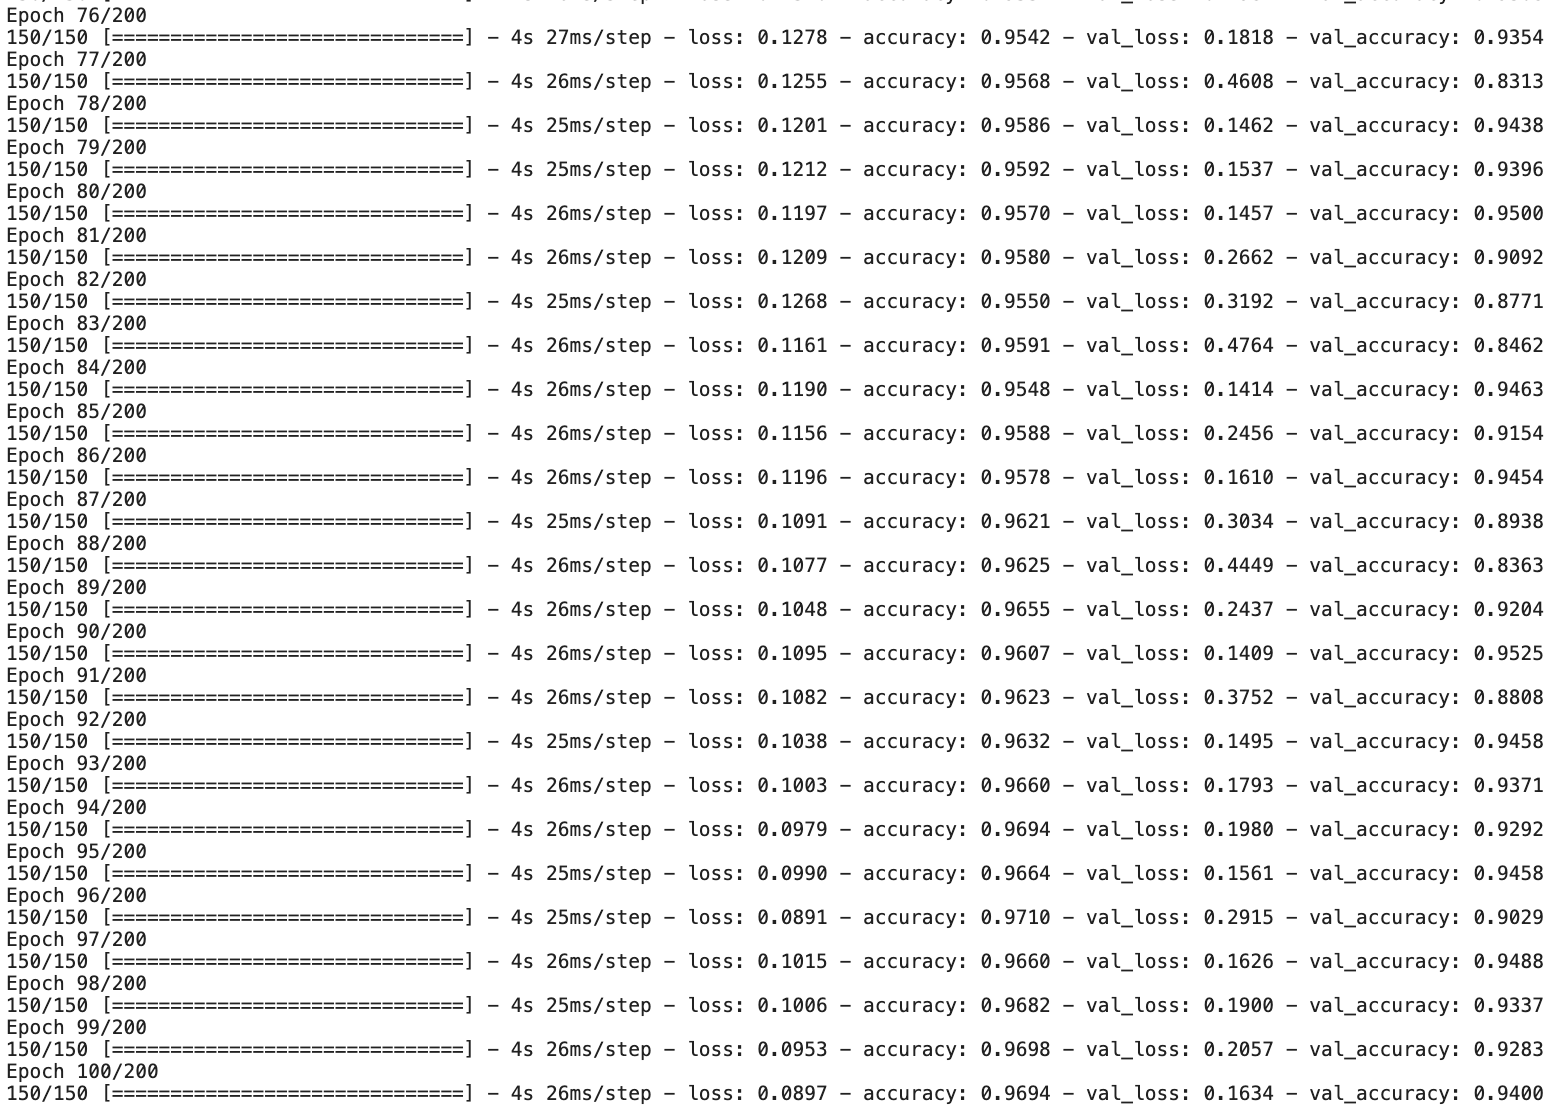 Epoch 76/200
150/150 [==============================] - 4s 27ms/step - loss: 0.1278 - accuracy: 0.9542 - val_loss: 0.1818 - val_accuracy: 0.9354
Epoch 77/200
150/150 [==============================] - 4s 26ms/step - loss: 0.1255 - accuracy: 0.9568 - val_loss: 0.4608 - val_accuracy: 0.8313
Epoch 78/200
150/150 [==============================] - 4s 25ms/step - loss: 0.1201 - accuracy: 0.9586 - val_loss: 0.1462 - val_accuracy: 0.9438
Epoch 79/200
150/150 [==============================] - 4s 25ms/step - loss: 0.1212 - accuracy: 0.9592 - val_loss: 0.1537 - val_accuracy: 0.9396
Epoch 80/200
150/150 [==============================] - 4s 26ms/step - loss: 0.1197 - accuracy: 0.9570 - val_loss: 0.1457 - val_accuracy: 0.9500
Epoch 81/200
150/150 [==============================] - 4s 26ms/step - loss: 0.1209 - accuracy: 0.9580 - val_loss: 0.2662 - val_accuracy: 0.9092
Epoch 82/200
150/150 [==============================] - 4s 25ms/step - loss: 0.1268 - accuracy: 0.9550 - val_loss: 0.3192 - val_accuracy: 0.8771
Epoch 83/200
150/150 [==============================] - 4s 26ms/step - loss: 0.1161 - accuracy: 0.9591 - val_loss: 0.4764 - val_accuracy: 0.8462
Epoch 84/200
150/150 [==============================] - 4s 26ms/step - loss: 0.1190 - accuracy: 0.9548 - val_loss: 0.1414 - val_accuracy: 0.9463
Epoch 85/200
150/150 [==============================] - 4s 26ms/step - loss: 0.1156 - accuracy: 0.9588 - val_loss: 0.2456 - val_accuracy: 0.9154
Epoch 86/200
150/150 [==============================] - 4s 26ms/step - loss: 0.1196 - accuracy: 0.9578 - val_loss: 0.1610 - val_accuracy: 0.9454
Epoch 87/200
150/150 [==============================] - 4s 25ms/step - loss: 0.1091 - accuracy: 0.9621 - val_loss: 0.3034 - val_accuracy: 0.8938
Epoch 88/200
150/150 [==============================] - 4s 26ms/step - loss: 0.1077 - accuracy: 0.9625 - val_loss: 0.4449 - val_accuracy: 0.8363
Epoch 89/200
150/150 [==============================] - 4s 26ms/step - loss: 0.1048 - accuracy: 0.9655 - val_loss: 0.2437 - val_accuracy: 0.9204
Epoch 90/200
150/150 [==============================] - 4s 26ms/step - loss: 0.1095 - accuracy: 0.9607 - val_loss: 0.1409 - val_accuracy: 0.9525
Epoch 91/200
150/150 [==============================] - 4s 26ms/step - loss: 0.1082 - accuracy: 0.9623 - val_loss: 0.3752 - val_accuracy: 0.8808
Epoch 92/200
150/150 [==============================] - 4s 25ms/step - loss: 0.1038 - accuracy: 0.9632 - val_loss: 0.1495 - val_accuracy: 0.9458
Epoch 93/200
150/150 [==============================] - 4s 26ms/step - loss: 0.1003 - accuracy: 0.9660 - val_loss: 0.1793 - val_accuracy: 0.9371
Epoch 94/200
150/150 [==============================] - 4s 26ms/step - loss: 0.0979 - accuracy: 0.9694 - val_loss: 0.1980 - val_accuracy: 0.9292
Epoch 95/200
150/150 [==============================] - 4s 25ms/step - loss: 0.0990 - accuracy: 0.9664 - val_loss: 0.1561 - val_accuracy: 0.9458
Epoch 96/200
150/150 [==============================] - 4s 25ms/step - loss: 0.0891 - accuracy: 0.9710 - val_loss: 0.2915 - val_accuracy: 0.9029
Epoch 97/200
150/150 [==============================] - 4s 26ms/step - loss: 0.1015 - accuracy: 0.9660 - val_loss: 0.1626 - val_accuracy: 0.9488
Epoch 98/200
150/150 [==============================] - 4s 25ms/step - loss: 0.1006 - accuracy: 0.9682 - val_loss: 0.1900 - val_accuracy: 0.9337
Epoch 99/200
150/150 [==============================] - 4s 26ms/step - loss: 0.0953 - accuracy: 0.9698 - val_loss: 0.2057 - val_accuracy: 0.9283
Epoch 100/200
150/150 [==============================] - 4s 26ms/step - loss: 0.0897 - accuracy: 0.9694 - val_loss: 0.1634 - val_accuracy: 0.9400